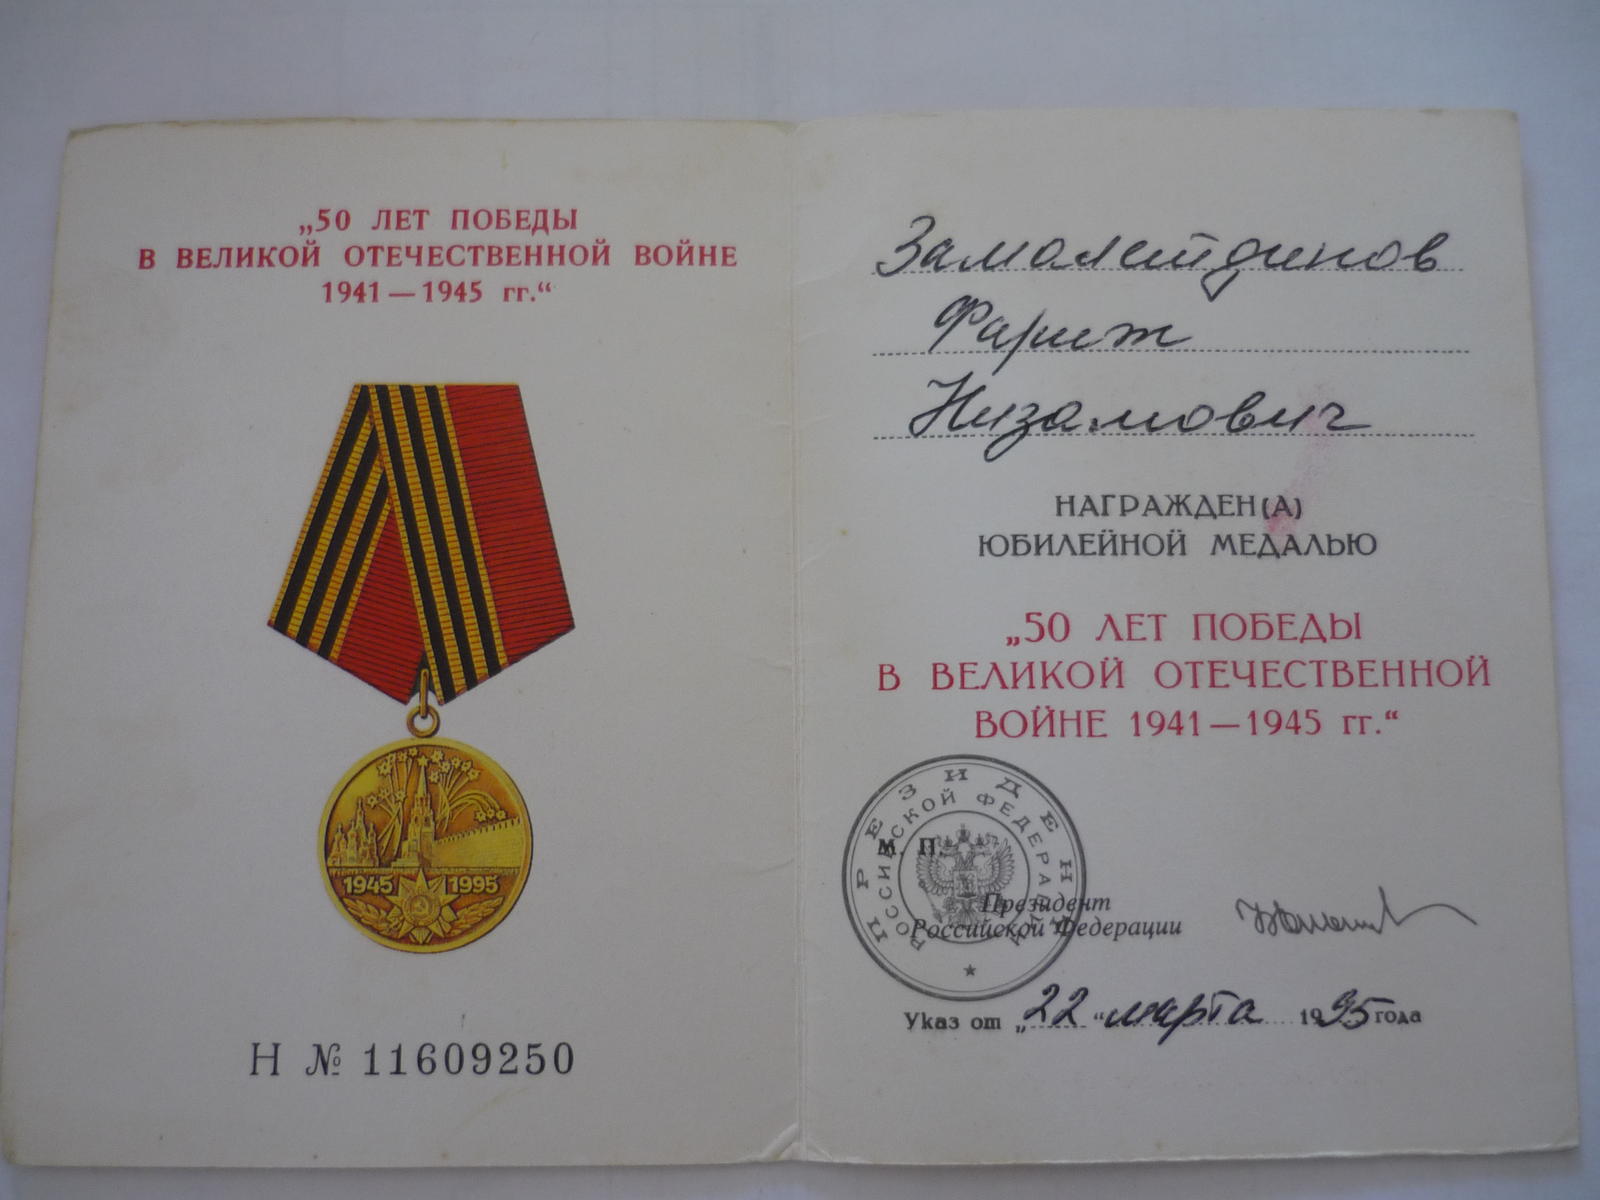 „50 ЛЕТ ПОБЕДЫ
В ВЕЛИКОЙ ОТЕЧЕСТВЕННОЙ ВОЙНЕ
1941 — 1945 гг.“
1945 1995
Н № 11609250
Замалетдинов
Фариж
Низамович
НАГРАЖДЕН(А)
ЮБИЛЕЙНОЙ МЕДАЛЬЮ
„50 ЛЕТ ПОБЕДЫ
В ВЕЛИКОЙ ОТЕЧЕСТВЕННОЙ
ВОЙНЕ 1941 — 1945 гг.“
ПРЕЗИДЕНТ
РОССИЙСКОЙ ФЕДЕРАЦИИ
М. П.
Президент
Российской Федерации
Указ от „22“ марта 1995 года